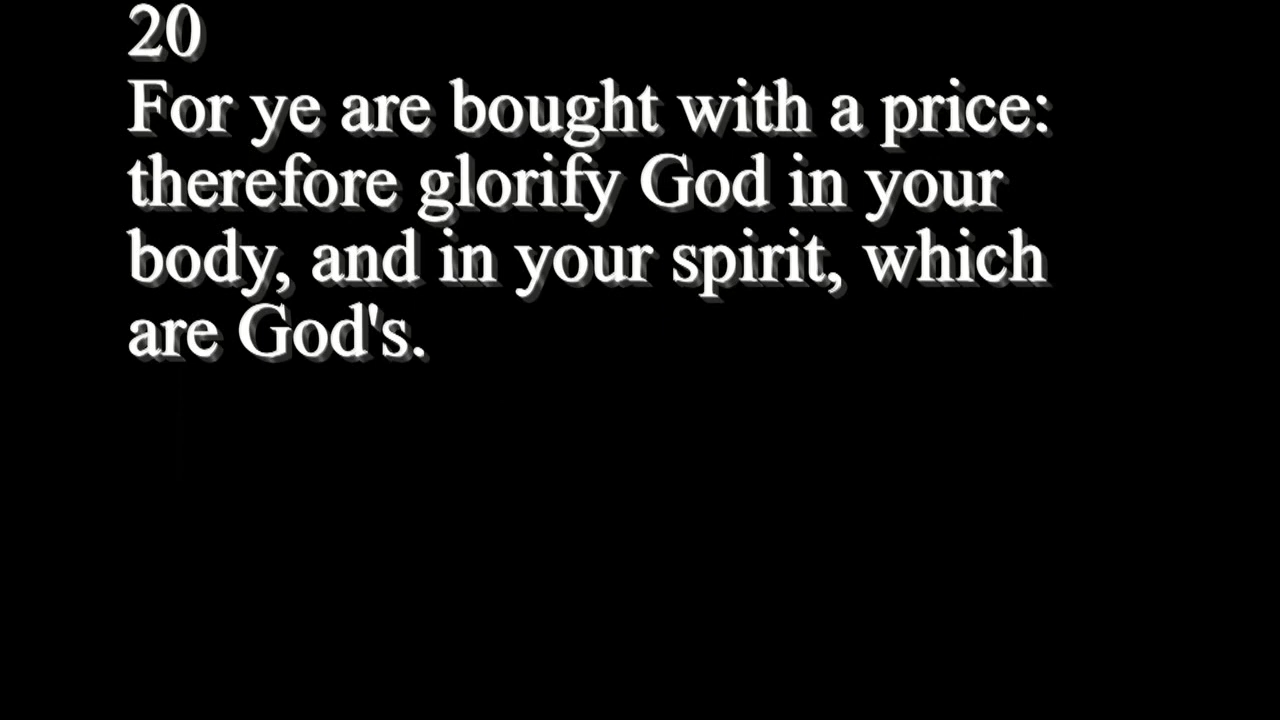 20
For ye are bought with a price:
therefore glorify God in your
body, and in your spirit, which
are God's.